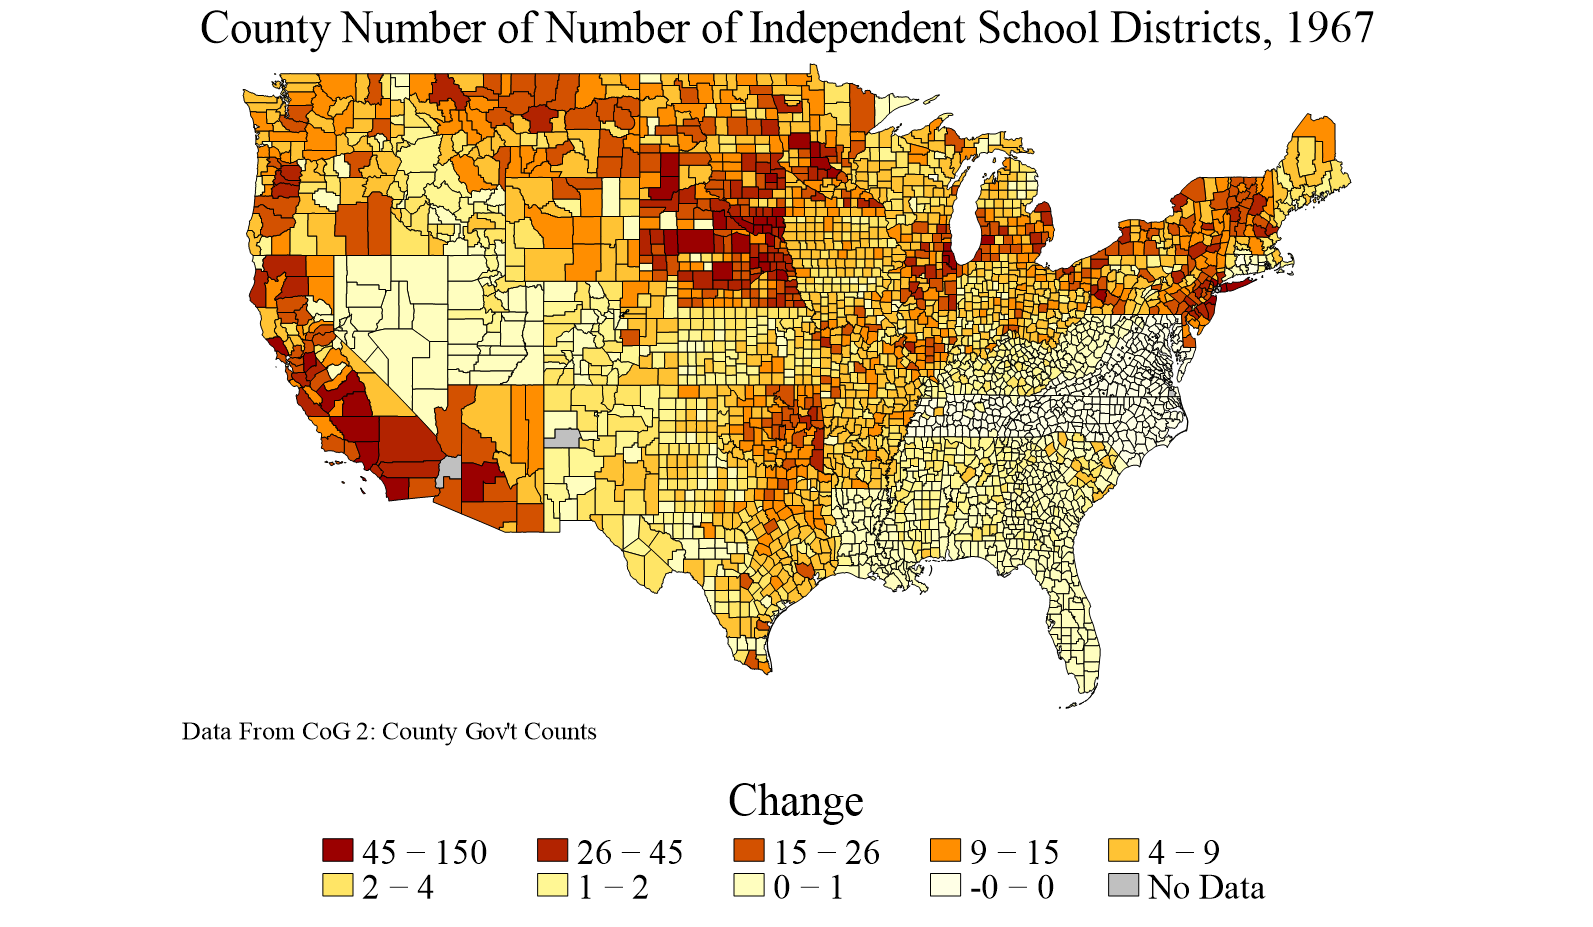 County Number of Number of Independent School Districts, 1967
Data From CoG 2: County Gov't Counts
Change
45 − 150
26 − 45
15 − 26
9 − 15
4 − 9
2 − 4
1 − 2
0 − 1
-0 − 0
No Data